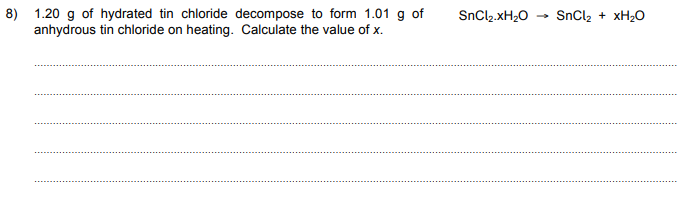 8) 1.20 g of hydrated tin chloride decompose to form 1.01 g of SnCl₂.xH₂O → SnCl₂ + xH₂O
anhydrous tin chloride on heating. Calculate the value of x.